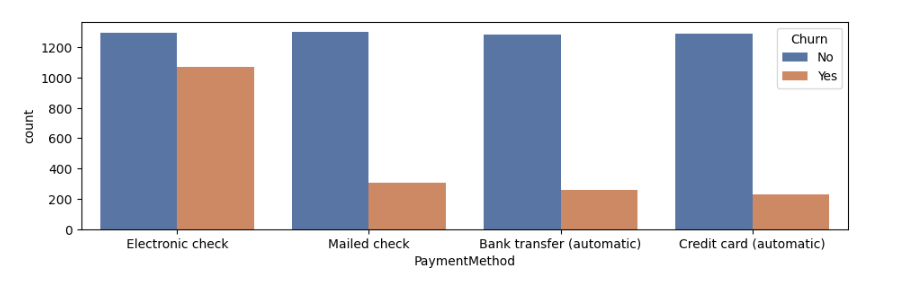 1200
1000
800
600
400
200
0
count
Churn
No
Yes
Electronic check
Mailed check
Bank transfer (automatic)
Credit card (automatic)
PaymentMethod